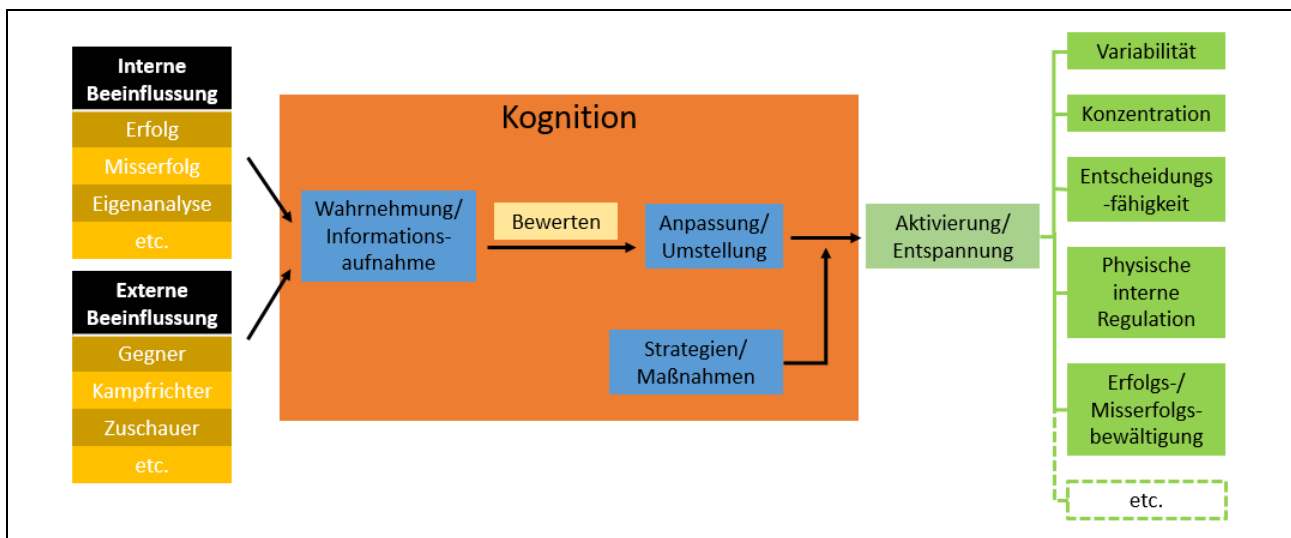 Interne
Beeinflussung
Erfolg
Misserfolg
Eigenanalyse
etc.
Externe
Beeinflussung
Gegner
Kampfrichter
Zuschauer
etc.
Kognition
Wahrnehmung/
Informations-
aufnahme
Bewerten
Anpassung/
Umstellung
Strategien/
Maßnahmen
Aktivierung/
Entspannung
Variabilität
Konzentration
Entscheidungs
-fähigkeit
Physische
interne
Regulation
Erfolgs-/
Misserfolgs-
bewältigung
etc.